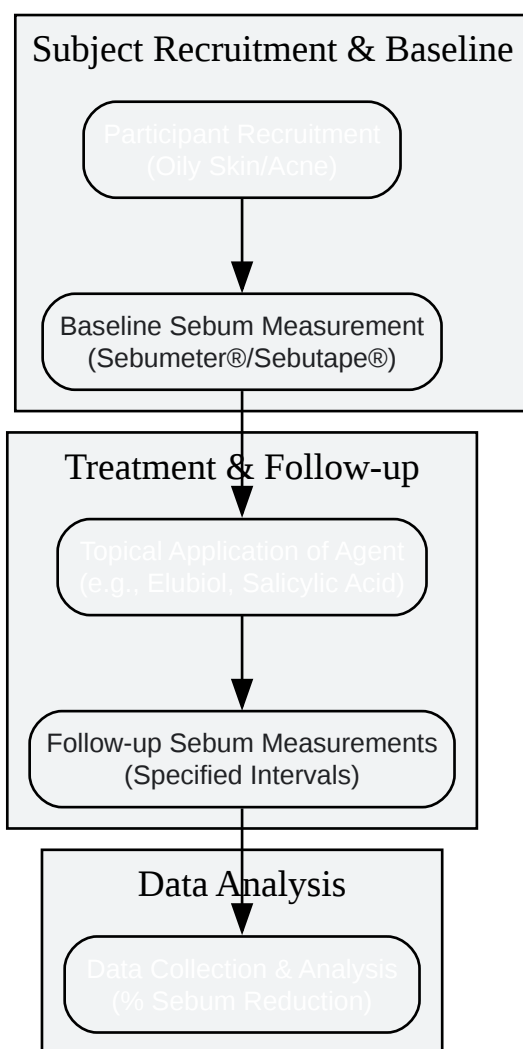 Subject Recruitment & Baseline
Participant Recruitment
(Oily Skin/Acne)
Baseline Sebum Measurement
(Sebumeter®/Sebutape®)
Treatment & Follow-up
Topical Application of Agent
(e.g., Elubiol, Salicylic Acid)
Follow-up Sebum Measurements
(Specified Intervals)
Data Analysis
Data Collection & Analysis
(% Sebum Reduction)